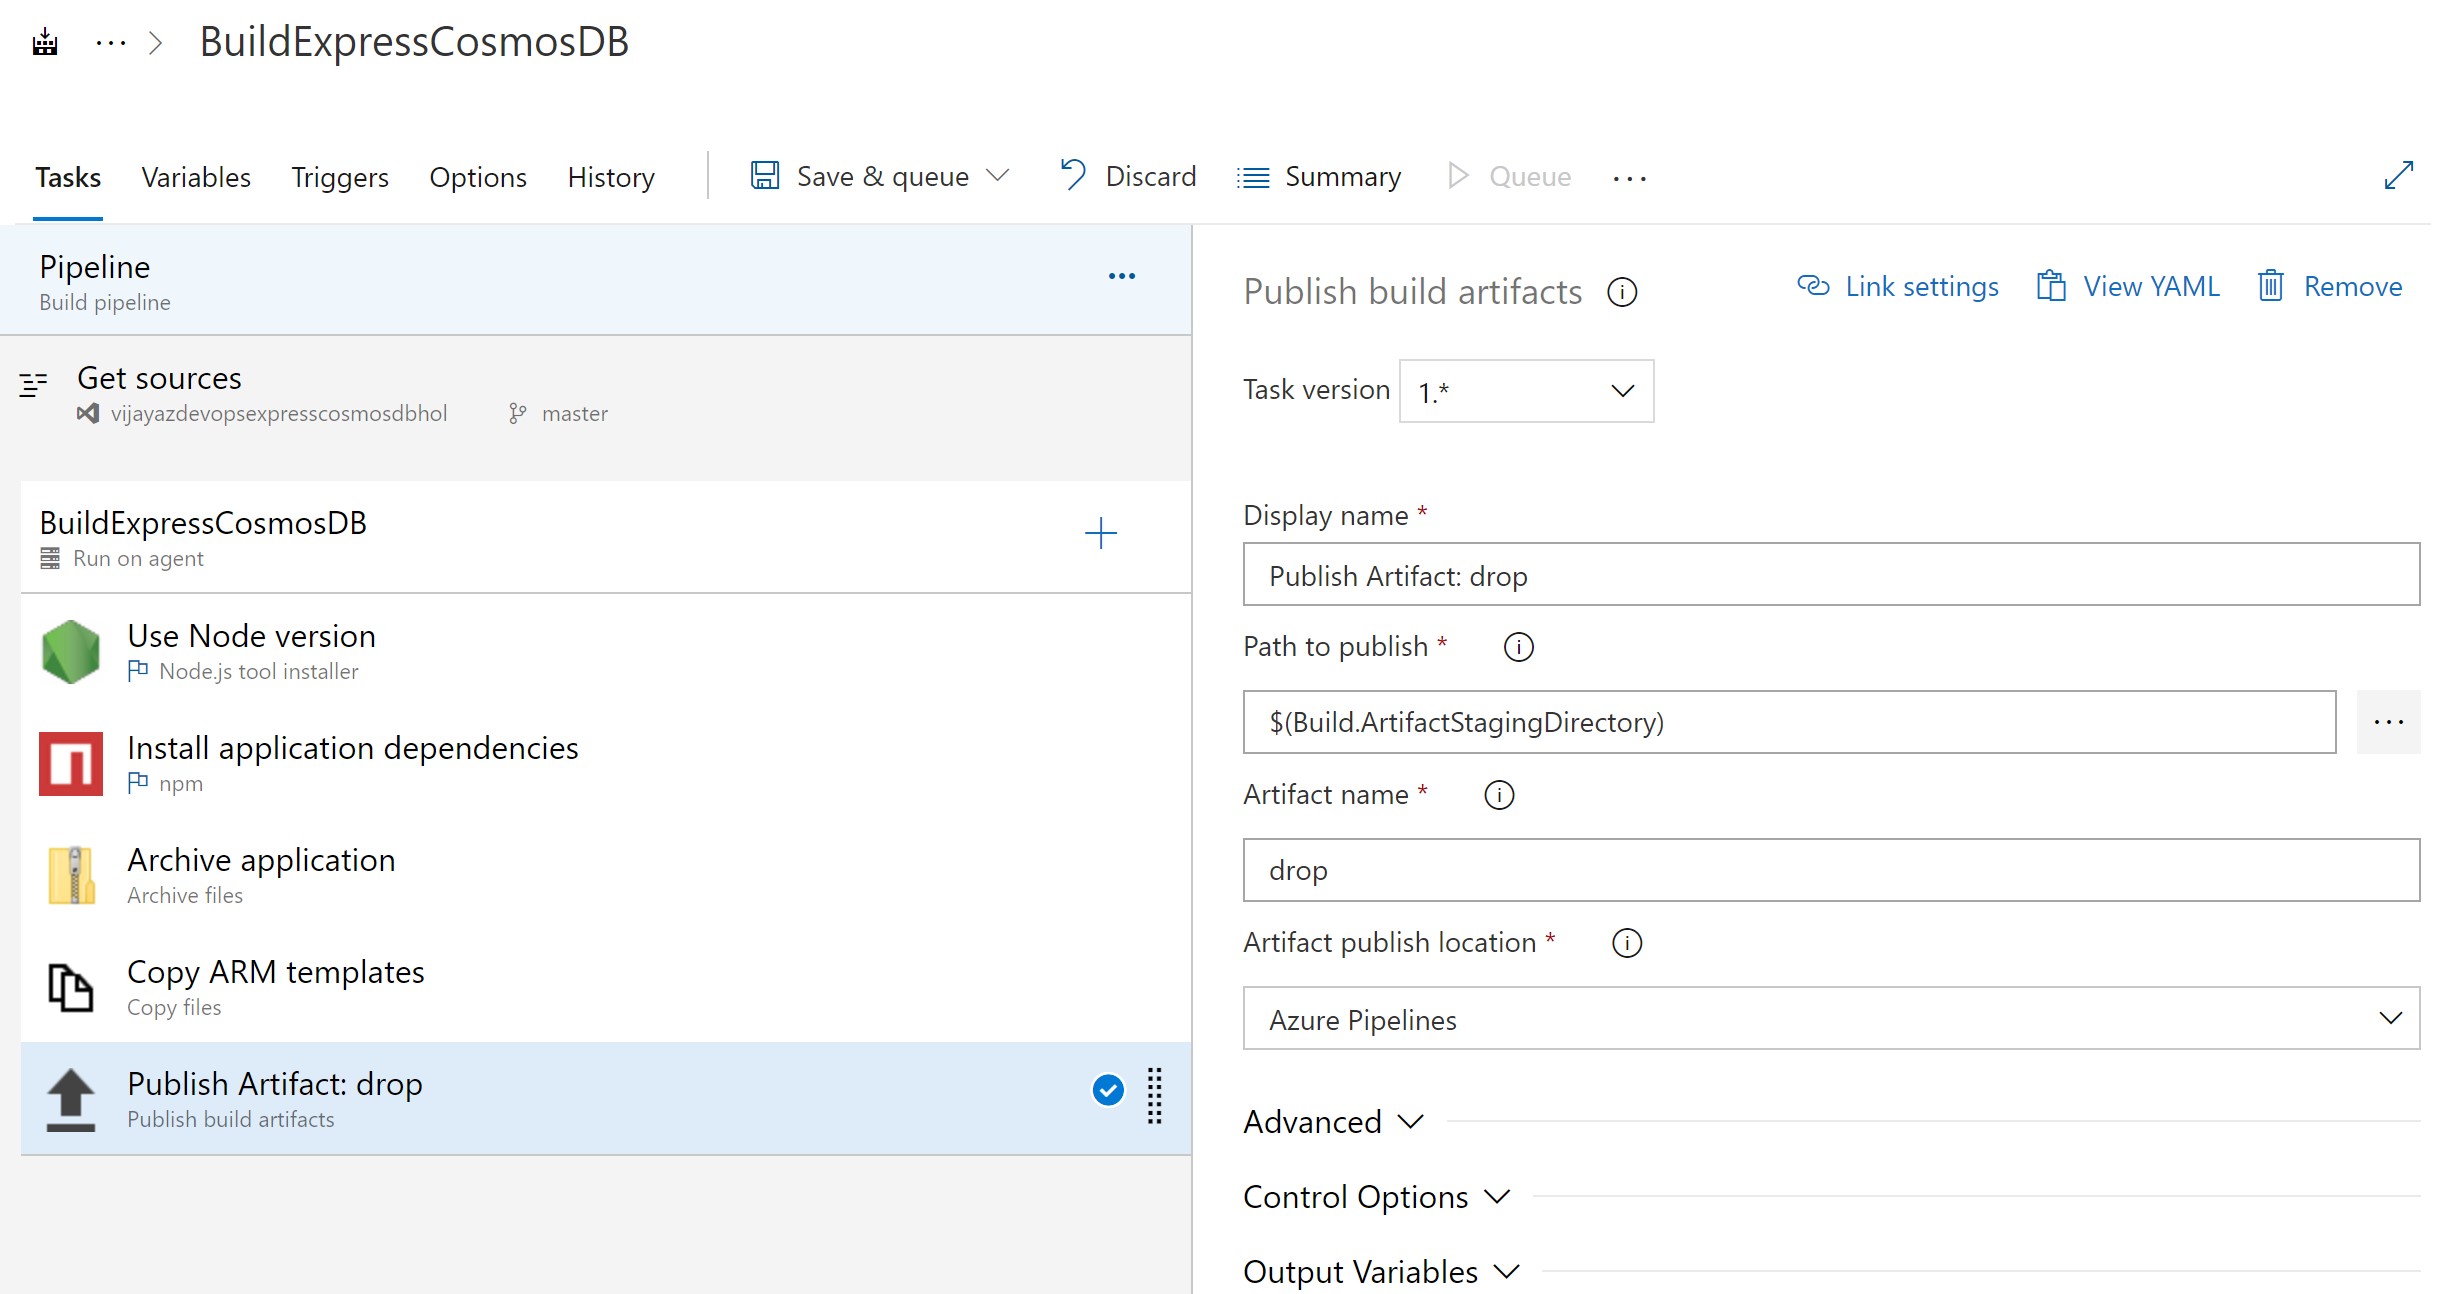 BuildExpressCosmosDB
Tasks Variables Triggers Options History Save & queue Discard Summary Queue
Pipeline
Build pipeline
Get sources
vijayazdevopsexpresscosmosdbhol master
BuildExpressCosmosDB
Run on agent
Use Node version
Node.js tool installer
Install application dependencies
npm
Archive application
Archive files
Copy ARM templates
Copy files
Publish Artifact: drop
Publish build artifacts
Publish build artifacts Link settings View YAML Remove
Task version 1.*
Display name *
Publish Artifact: drop
Path to publish *
$(Build.ArtifactStagingDirectory)
Artifact name *
drop
Artifact publish location *
Azure Pipelines
Advanced
Control Options
Output Variables